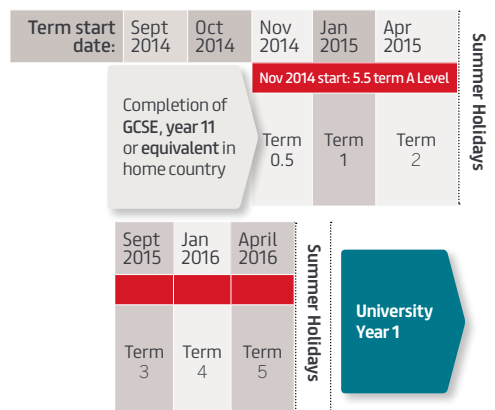 Term start date:
Sept 2014
Oct 2014
Nov 2014
Jan 2015
Apr 2015
Nov 2014 start: 5.5 term A Level
Completion of
GCSE, year 11
or equivalent in
home country
Term 0.5
Term 1
Term 2
Summer Holidays
Sept 2015
Jan 2016
April 2016
Term 3
Term 4
Term 5
Summer Holidays
University
Year 1